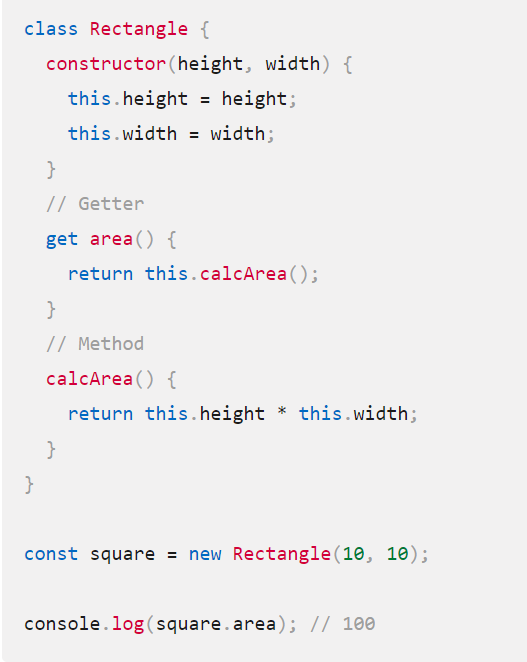 class Rectangle {
  constructor(height, width) {
    this.height = height;
    this.width = width;
  }
  // Getter
  get area() {
    return this.calcArea();
  }
  // Method
  calcArea() {
    return this.height * this.width;
  }
}

const square = new Rectangle(10, 10);

console.log(square.area); // 100